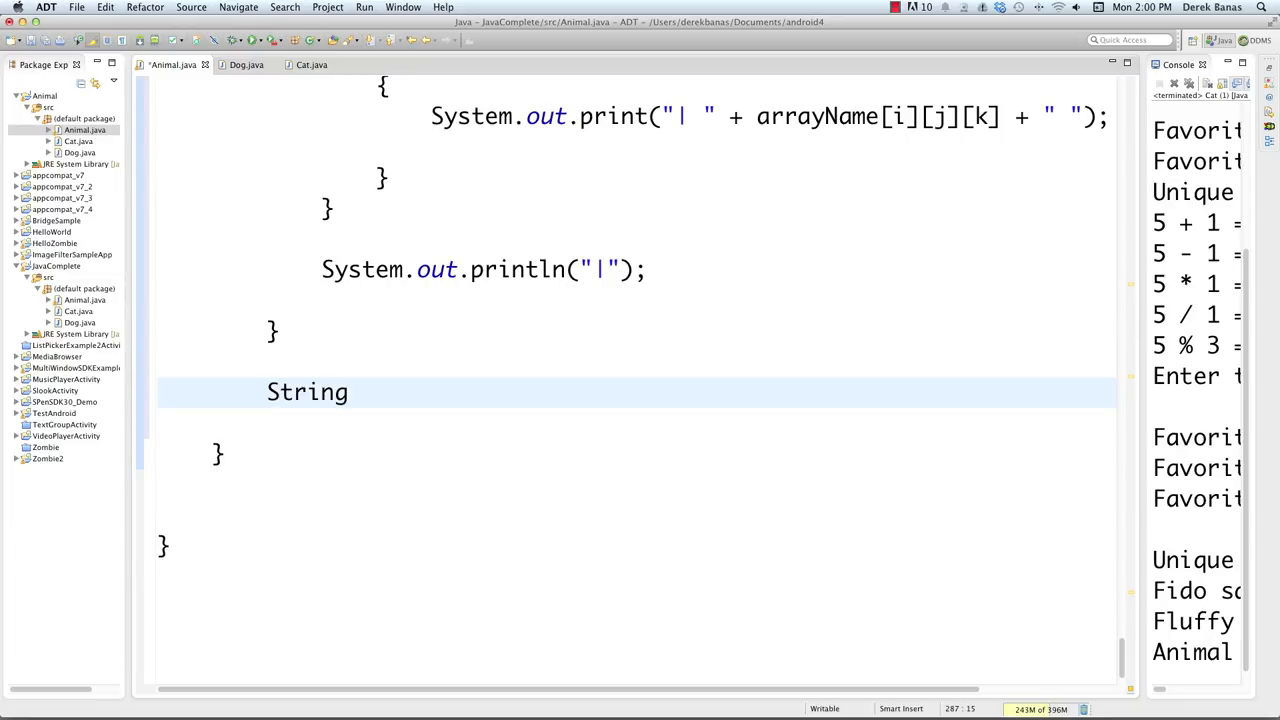 ADT File Edit Refactor Source Navigate Search Project Run Window Help 10 Mon 2:00 PM Derek Banas
Java - JavaComplete/src/Animal.java - ADT - /Users/derekbanas/Documents/android4
Quick Access Java DDMS
Package Exp
*Animal.java Dog.java Cat.java
Console
Animal
src
(default package)
Animal.java
Cat.java
Dog.java
JRE System Library [Ja
appcompat_v7
appcompat_v7_2
appcompat_v7_3
appcompat_v7_4
BridgeSample
HelloWorld
HelloZombie
ImageFilterSampleApp
JavaComplete
src
(default package)
Animal.java
Cat.java
Dog.java
JRE System Library [Ja
ListPickerExample2Activi
MediaBrowser
MultiWindowSDKExample
MusicPlayerActivity
SlookActivity
SPenSDK30_Demo
TestAndroid
TextGroupActivity
VideoPlayerActivity
Zombie
Zombie2
{
System.out.print("| " + arrayName[i][j][k] + " ");
}
}
System.out.println("|");
}
String
}
}
<terminated> Cat (1) [Java
Favorit
Favorit
Unique
5 + 1 =
5 - 1 =
5 * 1 =
5 / 1 =
5 % 3 =
Enter t
Favorit
Favorit
Favorit
Unique
Fido sa
Fluffy
Animal
Writable Smart Insert 287 : 15 243M of 396M